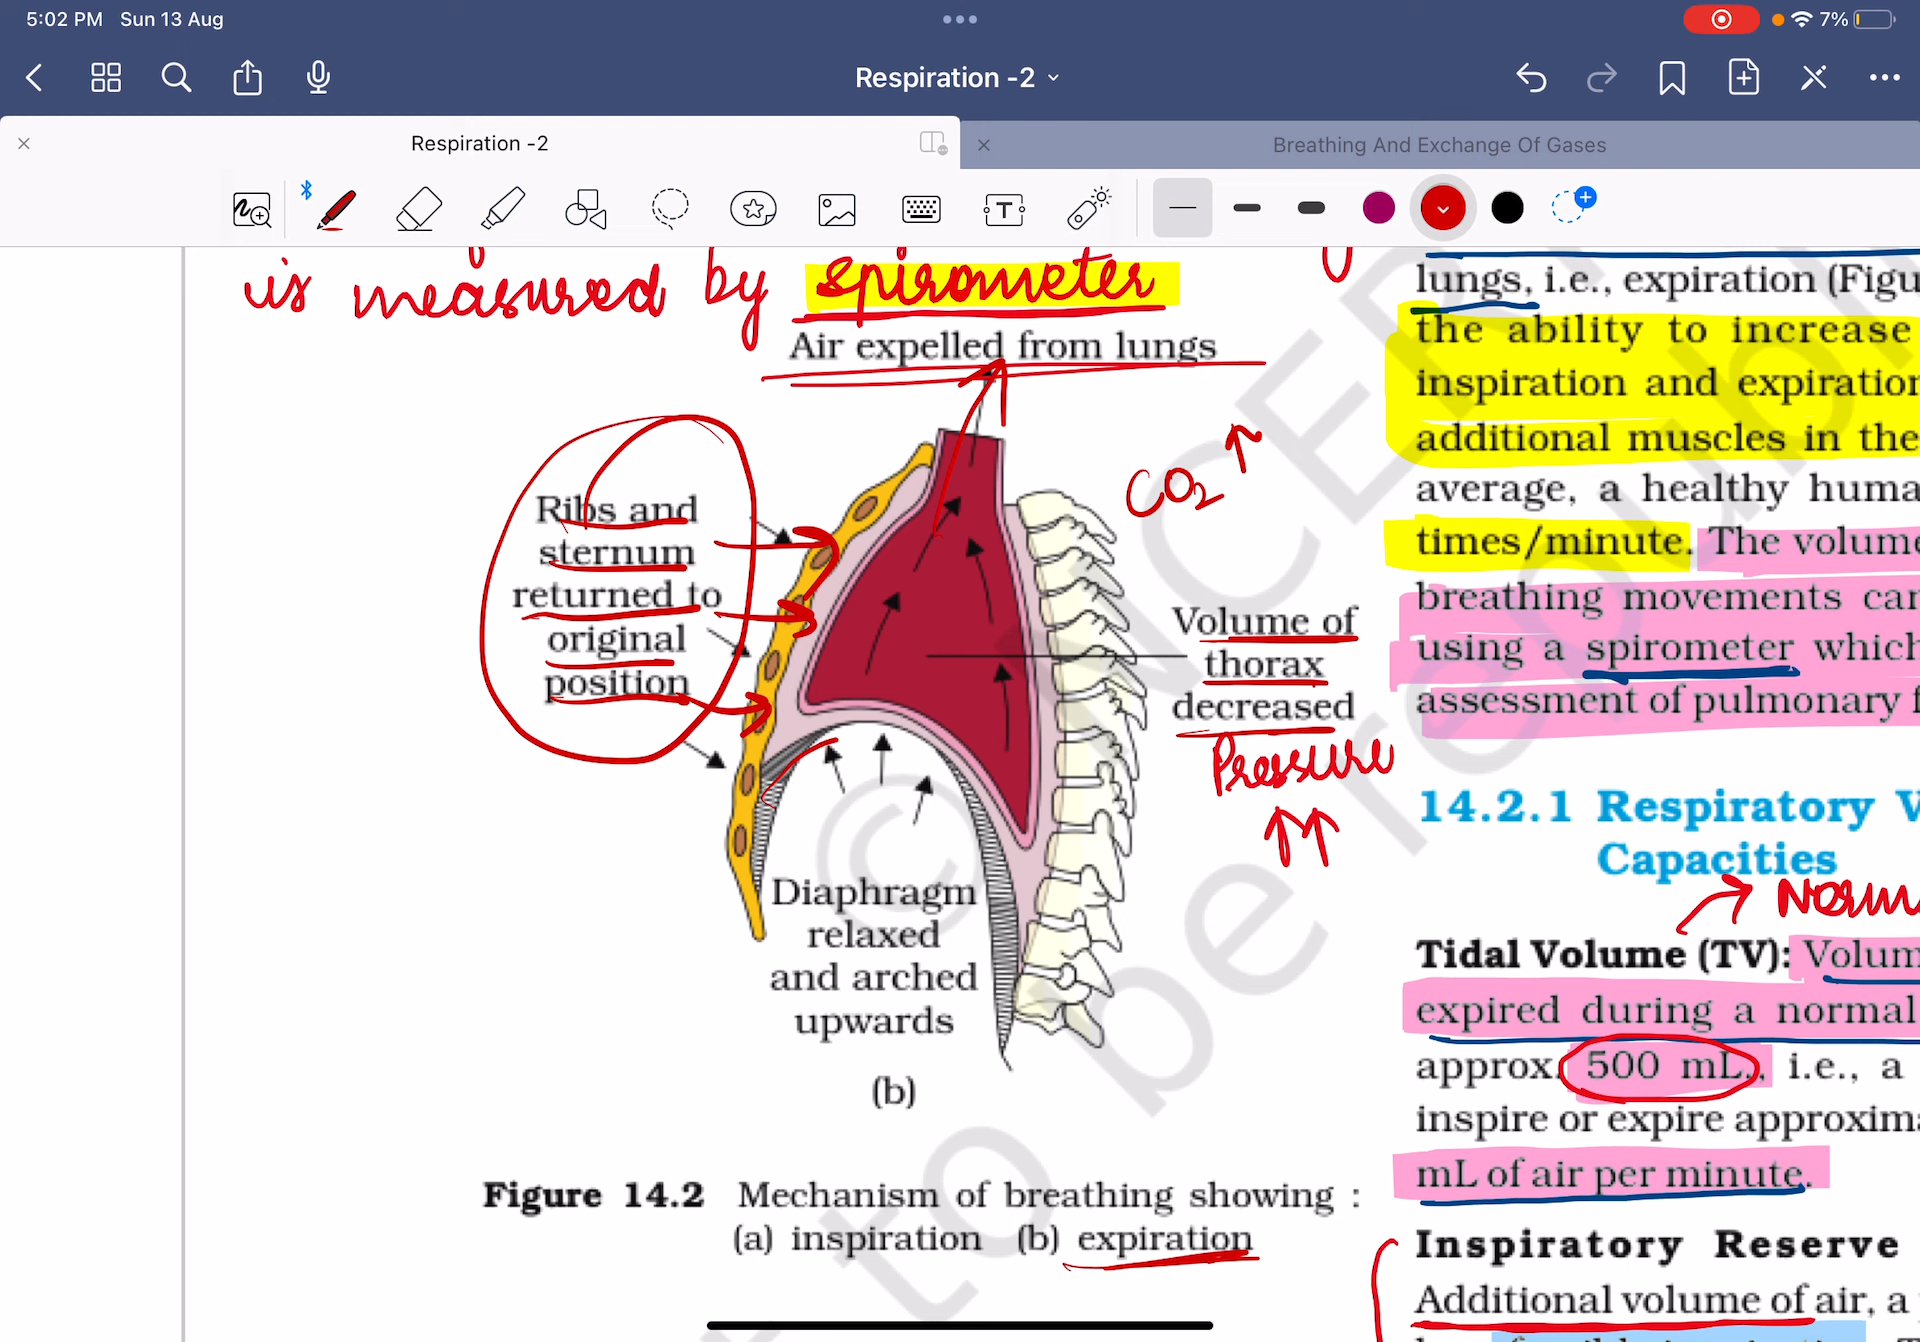 5:02 PM Sun 13 Aug
7%
Respiration -2
Respiration -2
Breathing And Exchange Of Gases
is measured by spirometer
Air expelled from lungs
Ribs and
sternum
returned to
original
position
CO2 ↑
Volume of
thorax
decreased
Pressure
↑↑
Diaphragm
relaxed
and arched
upwards
(b)
Figure 14.2 Mechanism of breathing showing :
(a) inspiration (b) expiration
lungs, i.e., expiration (Figu
the ability to increase
inspiration and expiration
additional muscles in the
average, a healthy huma
times/minute. The volume
breathing movements can
using a spirometer which
assessment of pulmonary f
14.2.1 Respiratory V
Capacities
→ Norm
Tidal Volume (TV): Volum
expired during a normal
approx. 500 mL., i.e., a
inspire or expire approxima
mL of air per minute.
Inspiratory Reserve
Additional volume of air, a
© NCERT
to be republ